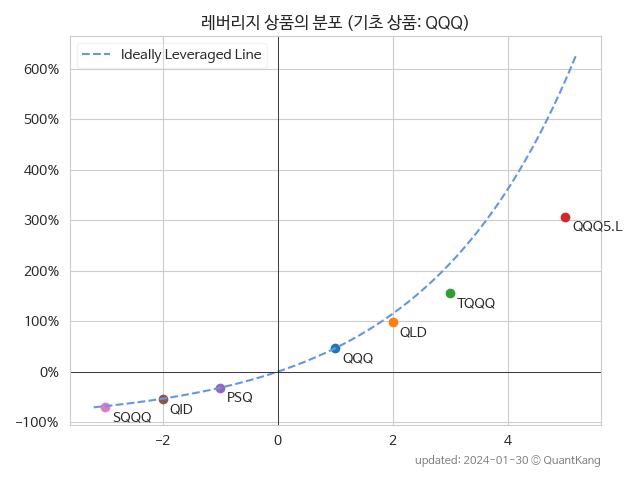 레버리지 상품의 분포 (기초 상품: QQQ)
Ideally Leveraged Line
600%
500%
400%
300%
200%
100%
0%
−100%
QQQ5.L
TQQQ
QLD
QQQ
PSQ
QID
SQQQ
−2
0
2
4
updated: 2024-01-30 © QuantKang